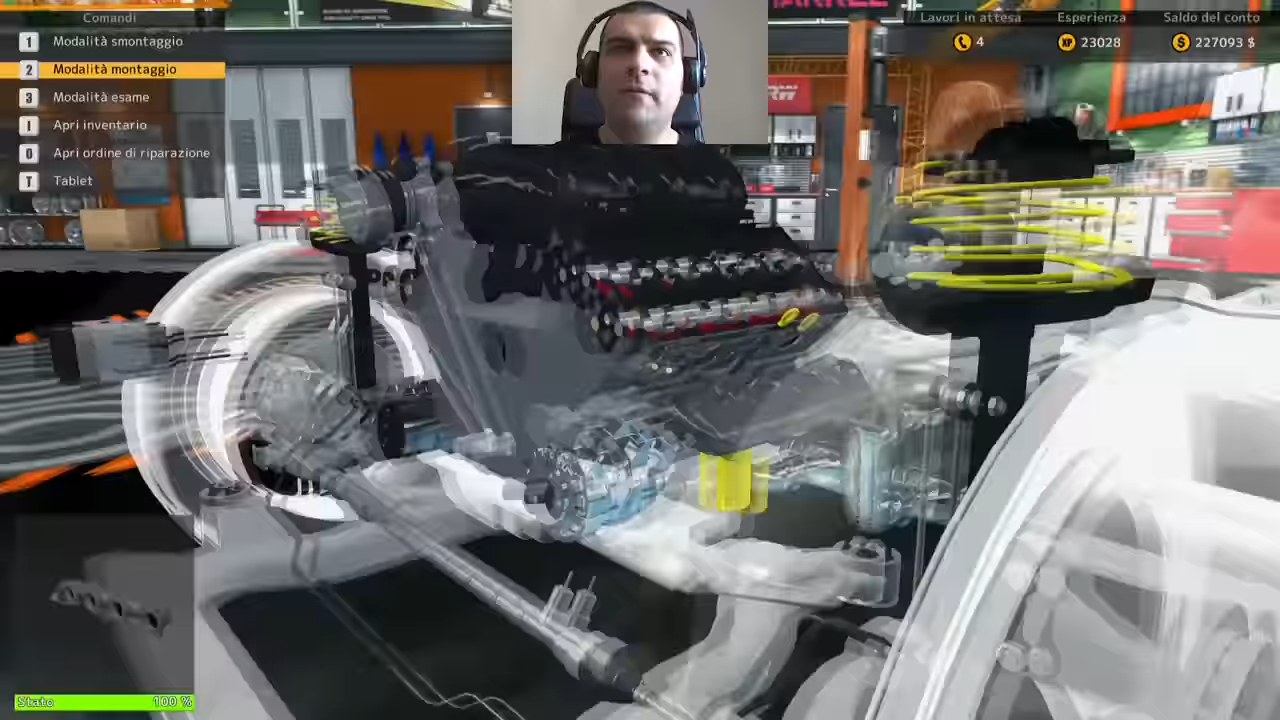 Comandi
1 Modalità smontaggio
2 Modalità montaggio
3 Modalità esame
I Apri inventario
O Apri ordine di riparazione
T Tablet
Lavori in attesa
4
Esperienza
XP 23028
Saldo del conto
$ 227093 $
Stato 100 %